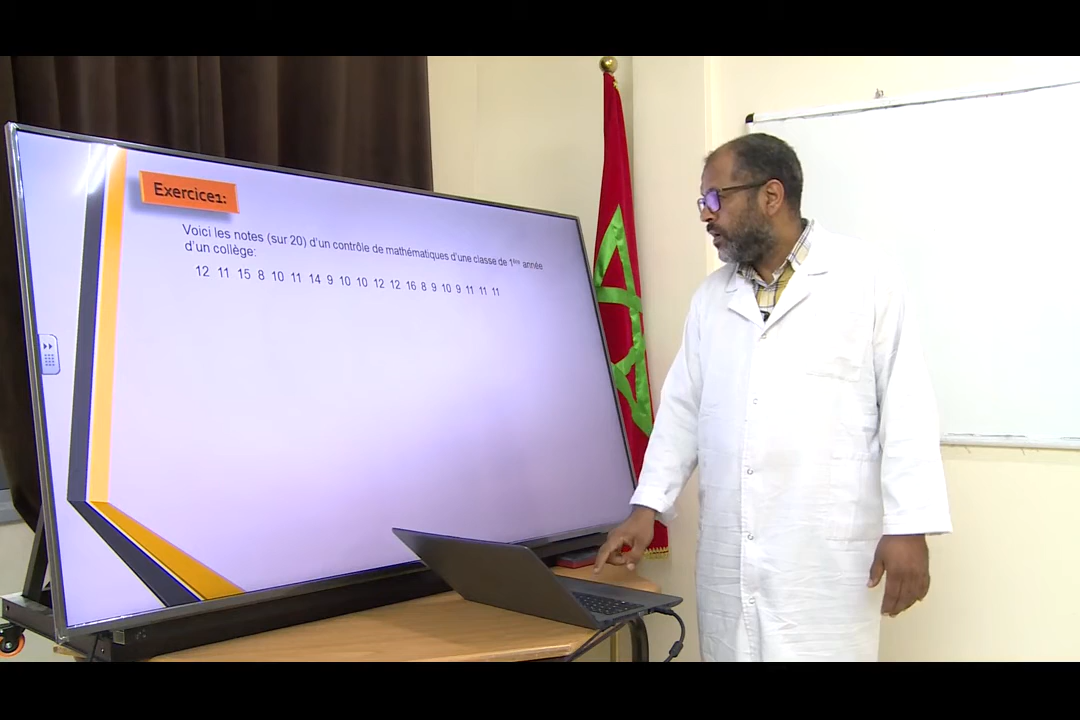 Exercice1:
Voici les notes (sur 20) d'un contrôle de mathématiques d'une classe de 1ère année
d'un collège:
12 11 15 8 10 11 14 9 10 10 12 12 16 8 9 10 9 11 11 11